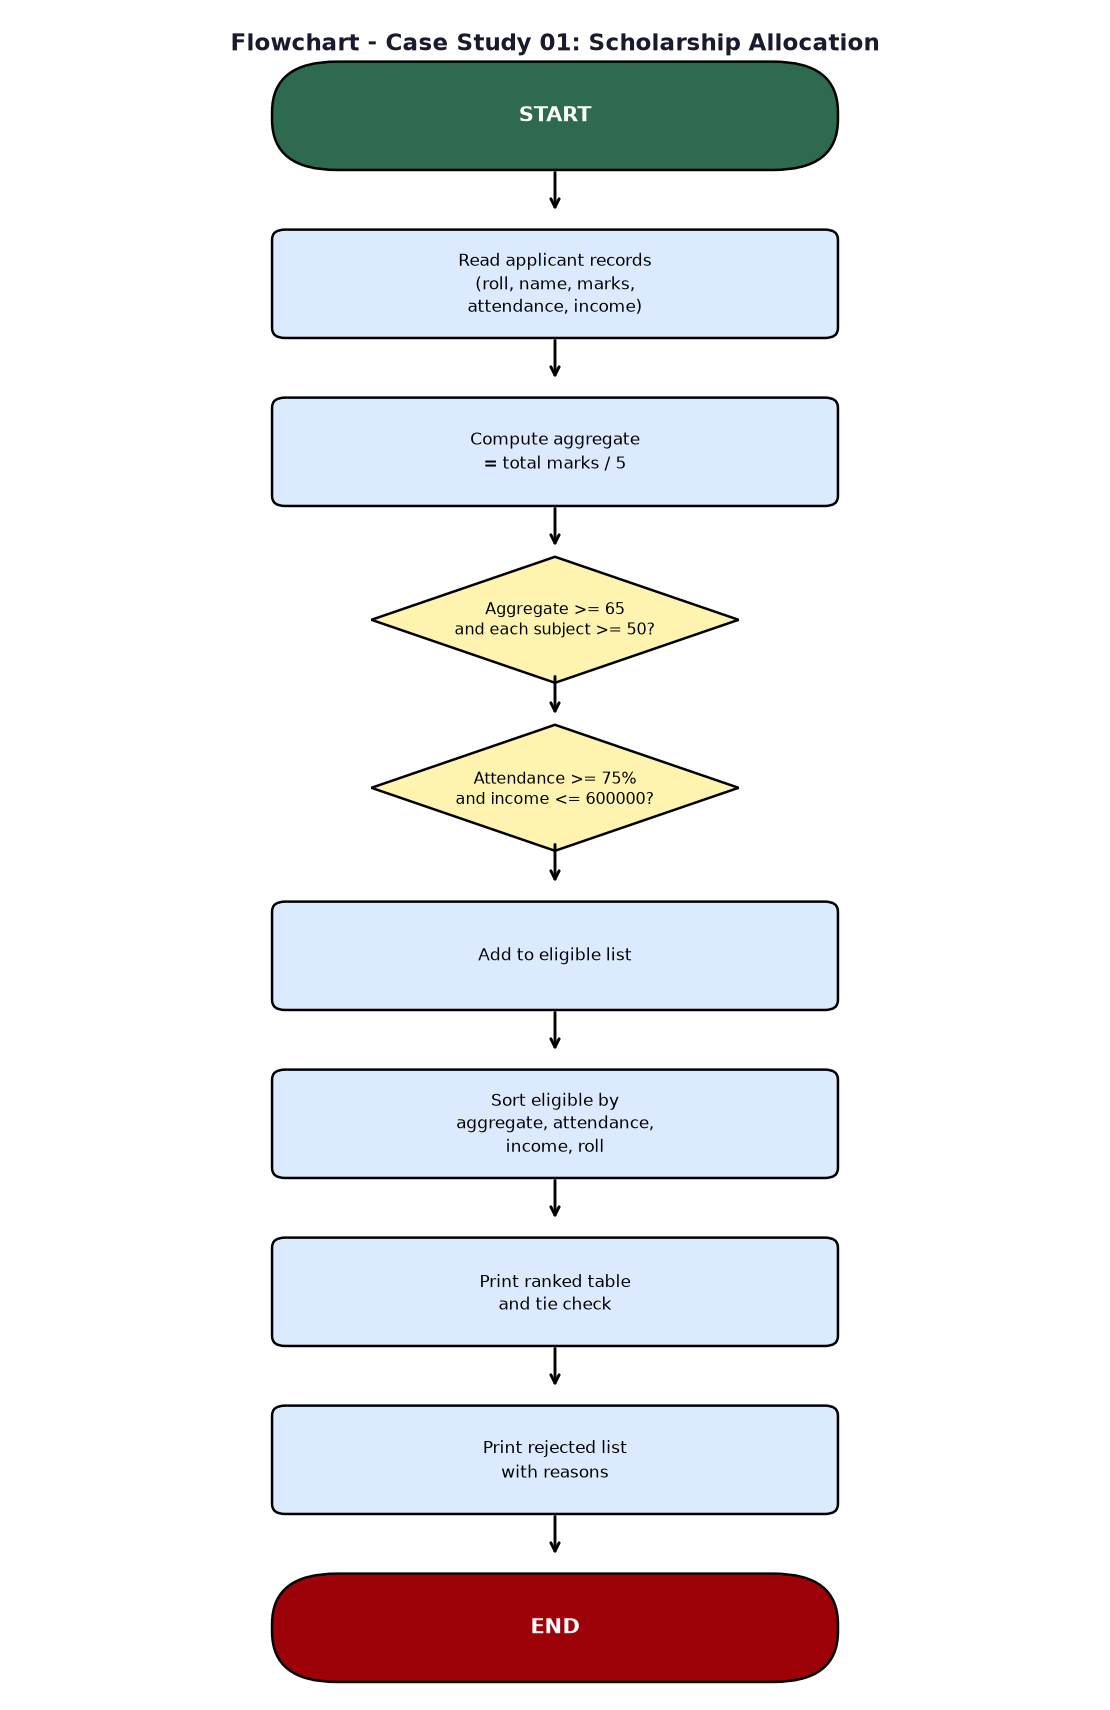 Flowchart - Case Study 01: Scholarship Allocation
START
Read applicant records
(roll, name, marks,
attendance, income)
Compute aggregate
= total marks / 5
Aggregate >= 65
and each subject >= 50?
Attendance >= 75%
and income <= 600000?
Add to eligible list
Sort eligible by
aggregate, attendance,
income, roll
Print ranked table
and tie check
Print rejected list
with reasons
END